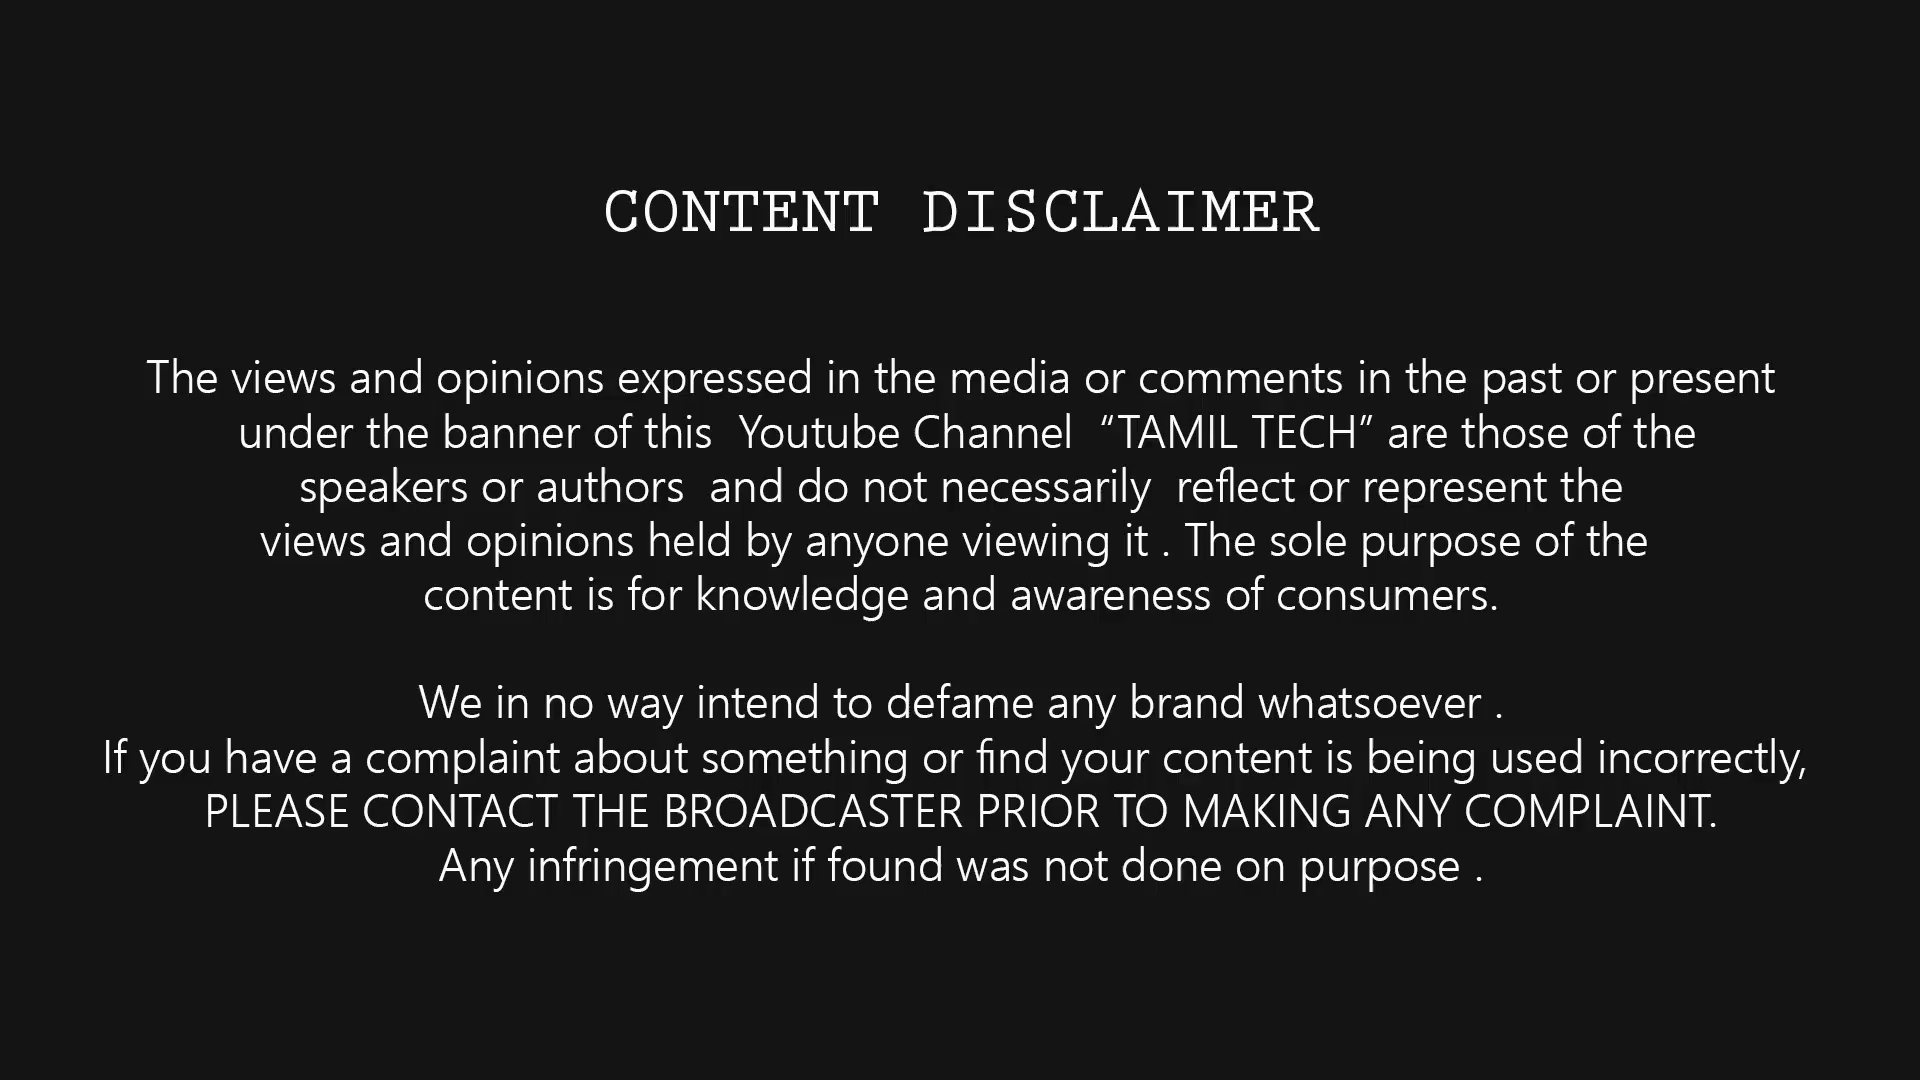 CONTENT DISCLAIMER
The views and opinions expressed in the media or comments in the past or present
under the banner of this Youtube Channel “TAMIL TECH” are those of the
speakers or authors and do not necessarily reflect or represent the
views and opinions held by anyone viewing it . The sole purpose of the
content is for knowledge and awareness of consumers.
We in no way intend to defame any brand whatsoever .
If you have a complaint about something or find your content is being used incorrectly,
PLEASE CONTACT THE BROADCASTER PRIOR TO MAKING ANY COMPLAINT.
Any infringement if found was not done on purpose .